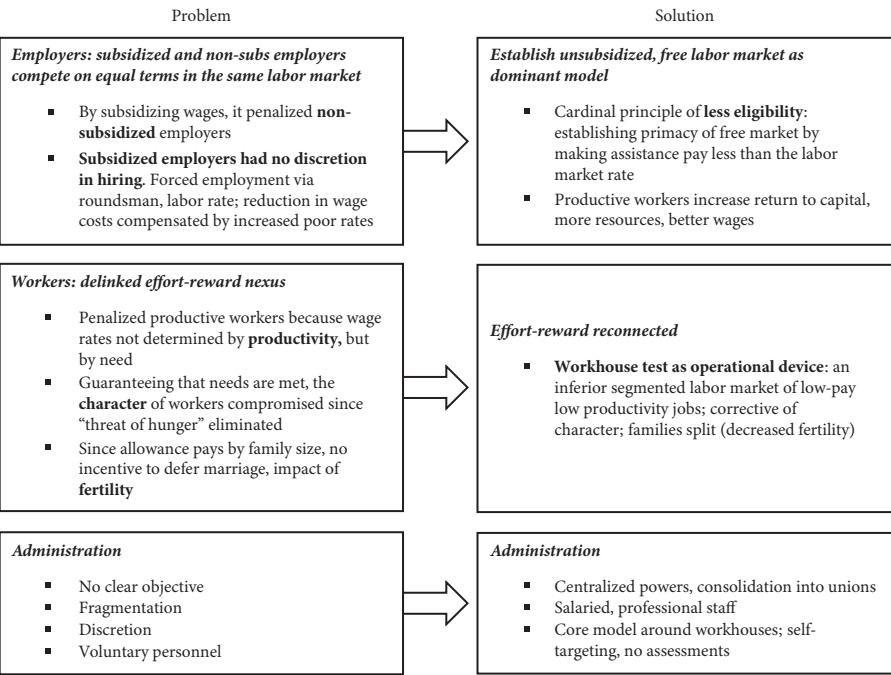 Problem
Solution
Employers: subsidized and non-subs employers
compete on equal terms in the same labor market
▪ By subsidizing wages, it penalized non-
subsidized employers
▪ Subsidized employers had no discretion
in hiring. Forced employment via
roundsman, labor rate; reduction in wage
costs compensated by increased poor rates
Establish unsubsidized, free labor market as
dominant model
▪ Cardinal principle of less eligibility:
establishing primacy of free market by
making assistance pay less than the labor
market rate
▪ Productive workers increase return to capital,
more resources, better wages
Workers: delinked effort-reward nexus
▪ Penalized productive workers because wage
rates not determined by productivity, but
by need
▪ Guaranteeing that needs are met, the
character of workers compromised since
“threat of hunger” eliminated
▪ Since allowance pays by family size, no
incentive to defer marriage, impact of
fertility
Effort-reward reconnected
▪ Workhouse test as operational device: an
inferior segmented labor market of low-pay
low productivity jobs; corrective of
character; families split (decreased fertility)
Administration
▪ No clear objective
▪ Fragmentation
▪ Discretion
▪ Voluntary personnel
Administration
▪ Centralized powers, consolidation into unions
▪ Salaried, professional staff
▪ Core model around workhouses; self-
targeting, no assessments